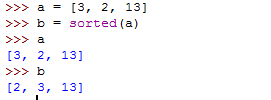 >>> a = [3, 2, 13]
>>> b = sorted(a)
>>> a
[3, 2, 13]
>>> b
[2, 3, 13]